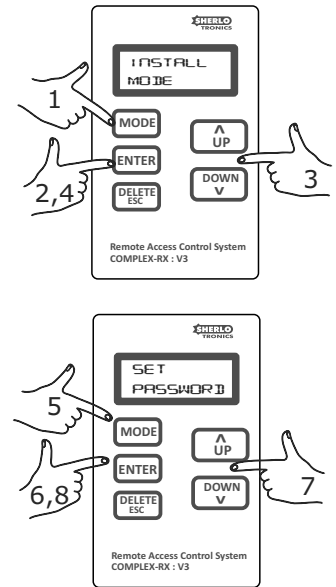 SHERLO
TRONICS
INSTALL
MODE
1
MODE
ENTER
2,4
DELETE
ESC
UP
DOWN
3
Remote Access Control System
COMPLEX-RX : V3
SHERLO
TRONICS
SET
PASSWORD
5
MODE
ENTER
6,8
DELETE
ESC
UP
DOWN
7
Remote Access Control System
COMPLEX-RX : V3